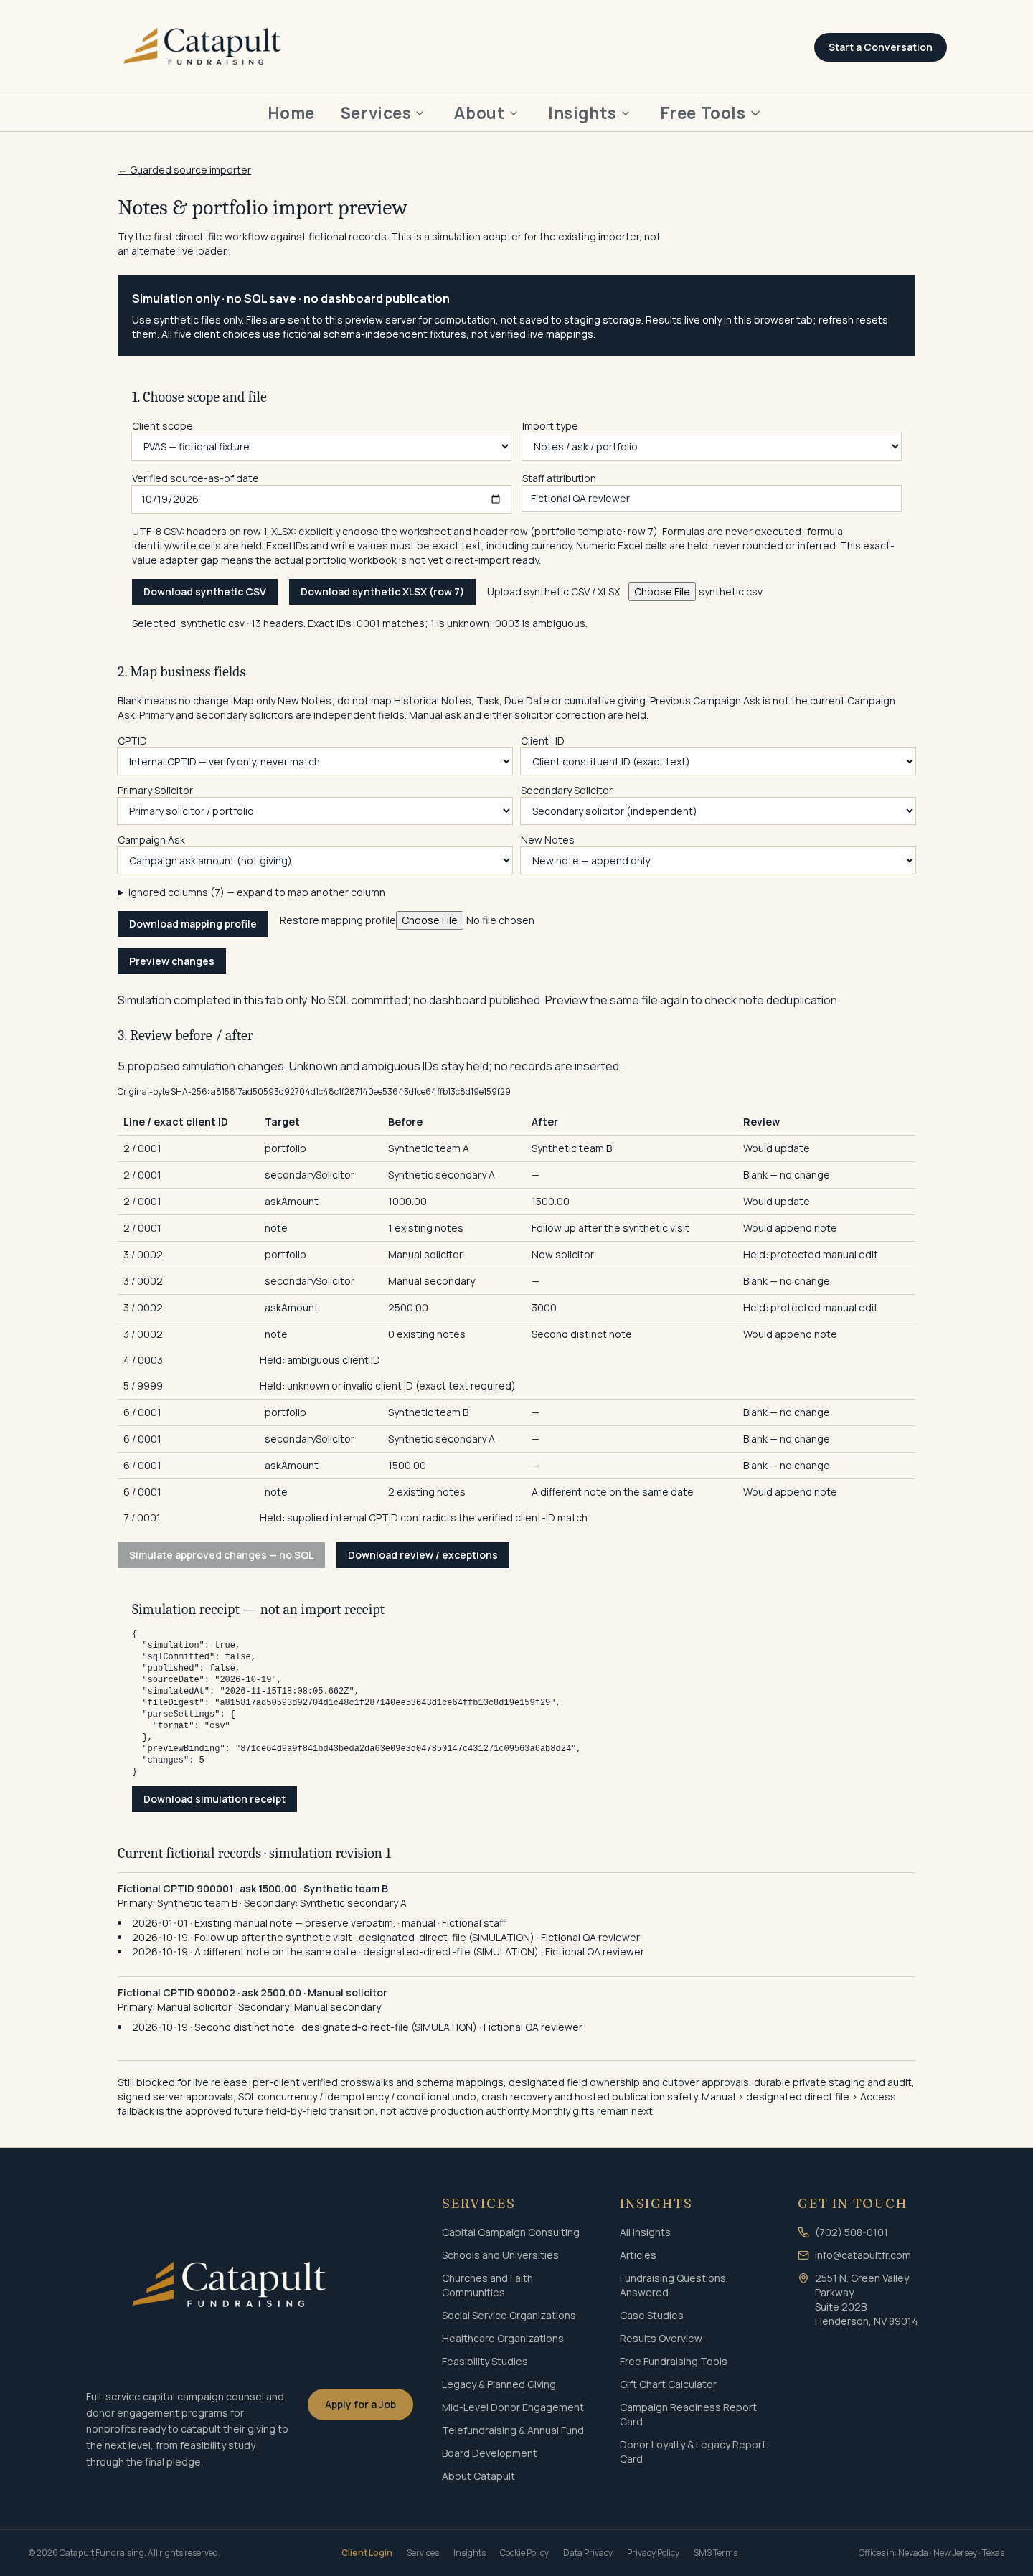 Catapult
FUNDRAISING
Start a Conversation
Home Services About Insights Free Tools
← Guarded source importer
Notes & portfolio import preview
Try the first direct-file workflow against fictional records. This is a simulation adapter for the existing importer, not
an alternate live loader.
Simulation only · no SQL save · no dashboard publication
Use synthetic files only. Files are sent to this preview server for computation, not saved to staging storage. Results live only in this browser tab; refresh resets
them. All five client choices use fictional schema-independent fixtures, not verified live mappings.
1. Choose scope and file
Client scope Import type
PVAS — fictional fixture Notes / ask / portfolio
Verified source-as-of date Staff attribution
10/19/2026 Fictional QA reviewer
UTF-8 CSV: headers on row 1. XLSX: explicitly choose the worksheet and header row (portfolio template: row 7). Formulas are never executed; formula
identity/write cells are held. Excel IDs and write values must be exact text, including currency. Numeric Excel cells are held, never rounded or inferred. This exact-
value adapter gap means the actual portfolio workbook is not yet direct-import ready.
Download synthetic CSV Download synthetic XLSX (row 7) Upload synthetic CSV / XLSX Choose File synthetic.csv
Selected: synthetic.csv · 13 headers. Exact IDs: 0001 matches; 1 is unknown; 0003 is ambiguous.
2. Map business fields
Blank means no change. Map only New Notes; do not map Historical Notes, Task, Due Date or cumulative giving. Previous Campaign Ask is not the current Campaign
Ask. Primary and secondary solicitors are independent fields. Manual ask and either solicitor correction are held.
CPTID Client_ID
Internal CPTID — verify only, never match Client constituent ID (exact text)
Primary Solicitor Secondary Solicitor
Primary solicitor / portfolio Secondary solicitor (independent)
Campaign Ask New Notes
Campaign ask amount (not giving) New note — append only
Ignored columns (7) — expand to map another column
Download mapping profile Restore mapping profile Choose File No file chosen
Preview changes
Simulation completed in this tab only. No SQL committed; no dashboard published. Preview the same file again to check note deduplication.
3. Review before / after
5 proposed simulation changes. Unknown and ambiguous IDs stay held; no records are inserted.
Original-byte SHA-256: a815817ad50593d92704d1c48c1f287140ee53643d1ce64ffb13c8d19e159f29
Line / exact client ID Target Before After Review
2 / 0001 portfolio Synthetic team A Synthetic team B Would update
2 / 0001 secondarySolicitor Synthetic secondary A — Blank — no change
2 / 0001 askAmount 1000.00 1500.00 Would update
2 / 0001 note 1 existing notes Follow up after the synthetic visit Would append note
3 / 0002 portfolio Manual solicitor New solicitor Held: protected manual edit
3 / 0002 secondarySolicitor Manual secondary — Blank — no change
3 / 0002 askAmount 2500.00 3000 Held: protected manual edit
3 / 0002 note 0 existing notes Second distinct note Would append note
4 / 0003 Held: ambiguous client ID
5 / 9999 Held: unknown or invalid client ID (exact text required)
6 / 0001 portfolio Synthetic team B — Blank — no change
6 / 0001 secondarySolicitor Synthetic secondary A — Blank — no change
6 / 0001 askAmount 1500.00 — Blank — no change
6 / 0001 note 2 existing notes A different note on the same date Would append note
7 / 0001 Held: supplied internal CPTID contradicts the verified client-ID match
Simulate approved changes — no SQL Download review / exceptions
Simulation receipt — not an import receipt
{
"simulation": true,
"sqlCommitted": false,
"published": false,
"sourceDate": "2026-10-19",
"simulatedAt": "2026-11-15T18:08:05.662Z",
"fileDigest": "a815817ad50593d92704d1c48c1f287140ee53643d1ce64ffb13c8d19e159f29",
"parseSettings": {
"format": "csv"
},
"previewBinding": "871ce64d9a9f841bd43beda2da63e09e3d047850147c431271c09563a6ab8d24",
"changes": 5
}
Download simulation receipt
Current fictional records · simulation revision 1
Fictional CPTID 900001 · ask 1500.00 · Synthetic team B
Primary: Synthetic team B · Secondary: Synthetic secondary A
• 2026-01-01 · Existing manual note — preserve verbatim. · manual · Fictional staff
• 2026-10-19 · Follow up after the synthetic visit · designated-direct-file (SIMULATION) · Fictional QA reviewer
• 2026-10-19 · A different note on the same date · designated-direct-file (SIMULATION) · Fictional QA reviewer
Fictional CPTID 900002 · ask 2500.00 · Manual solicitor
Primary: Manual solicitor · Secondary: Manual secondary
• 2026-10-19 · Second distinct note · designated-direct-file (SIMULATION) · Fictional QA reviewer
Still blocked for live release: per-client verified crosswalks and schema mappings, designated field ownership and cutover approvals, durable private staging and audit,
signed server approvals, SQL concurrency / idempotency / conditional undo, crash recovery and hosted publication safety. Manual > designated direct file > Access
fallback is the approved future field-by-field transition, not active production authority. Monthly gifts remain next.
Catapult
FUNDRAISING
Full-service capital campaign counsel and
donor engagement programs for
nonprofits ready to catapult their giving to
the next level, from feasibility study
through the final pledge.
Apply for a Job
SERVICES
Capital Campaign Consulting
Schools and Universities
Churches and Faith
Communities
Social Service Organizations
Healthcare Organizations
Feasibility Studies
Legacy & Planned Giving
Mid-Level Donor Engagement
Telefundraising & Annual Fund
Board Development
About Catapult
INSIGHTS
All Insights
Articles
Fundraising Questions,
Answered
Case Studies
Results Overview
Free Fundraising Tools
Gift Chart Calculator
Campaign Readiness Report
Card
Donor Loyalty & Legacy Report
Card
GET IN TOUCH
(702) 508-0101
info@catapultfr.com
2551 N. Green Valley
Parkway
Suite 202B
Henderson, NV 89014
© 2026 Catapult Fundraising. All rights reserved. Client Login Services Insights Cookie Policy Data Privacy Privacy Policy SMS Terms Offices in: Nevada · New Jersey · Texas